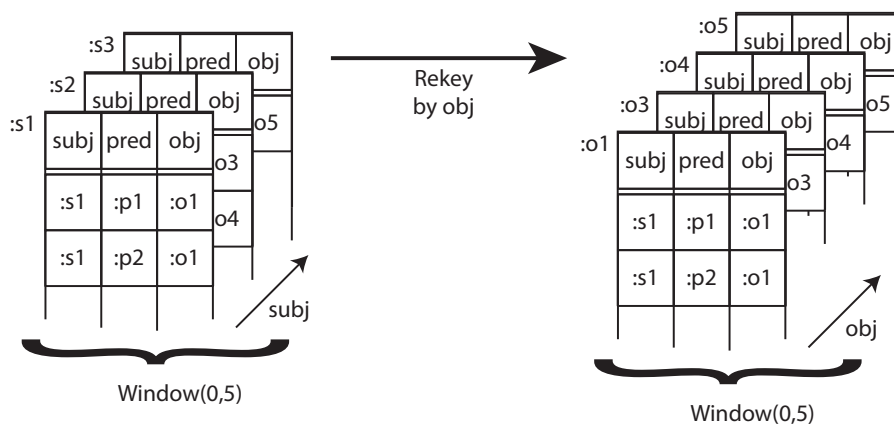 :s3 subj pred obj
:s2 subj pred obj
o5
:s1 subj pred obj
o3
:s1 :p1 :o1
o4
:s1 :p2 :o1
subj
Window(0,5)
Rekey
by obj
:o5 subj pred obj
:o4 subj pred obj
o5
:o3 subj pred obj
o4
:o1 subj pred obj
o3
:s1 :p1 :o1
:s1 :p2 :o1
obj
Window(0,5)